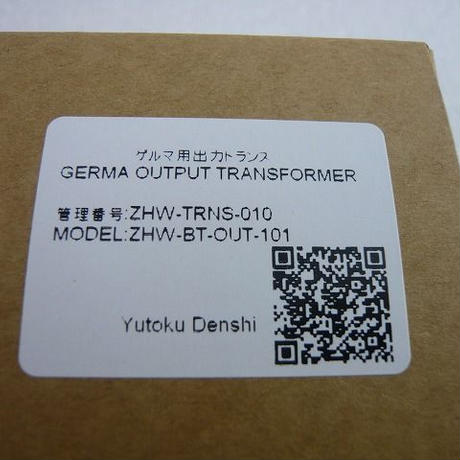 ゲルマ用出力トランス
GERMA OUTPUT TRANSFORMER
管理番号:ZHW-TRNS-010
MODEL:ZHW-BT-OUT-101
Yutoku Denshi